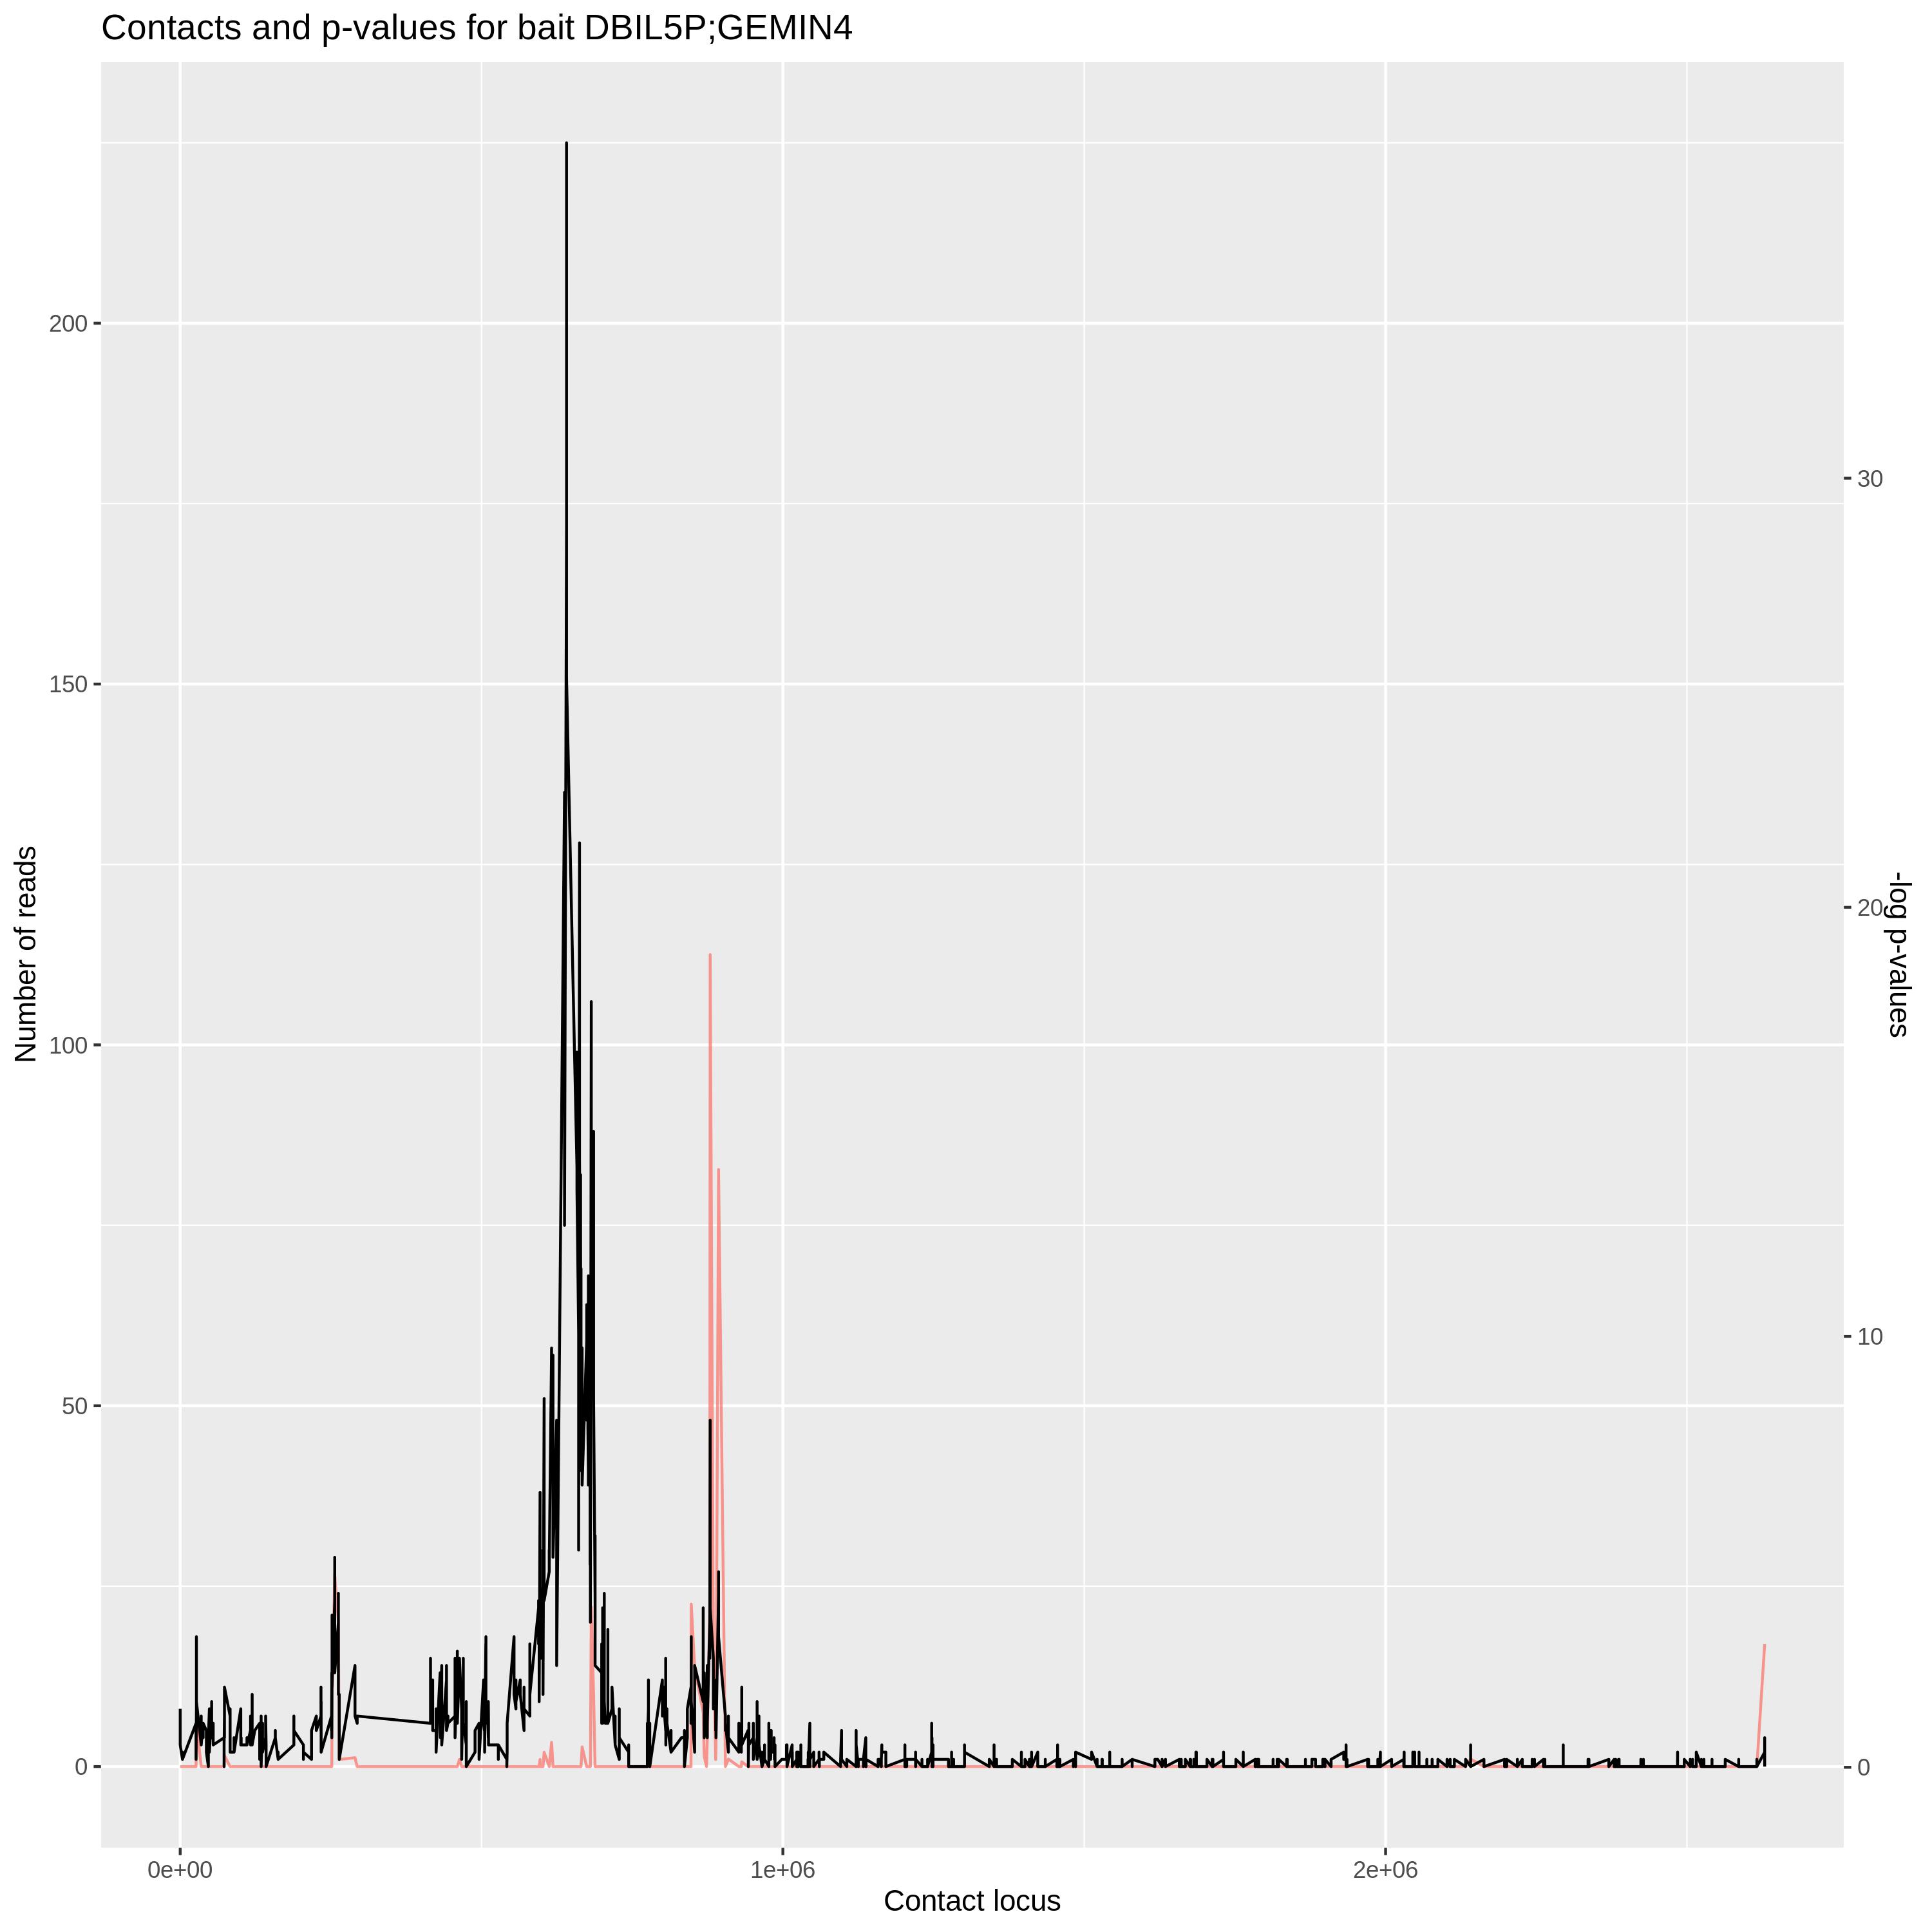 Contacts and p-values for bait DBIL5P;GEMIN4
Number of reads
200
150
100
50
0
30
20
10
0
-log p-values
0e+00
1e+06
2e+06
Contact locus